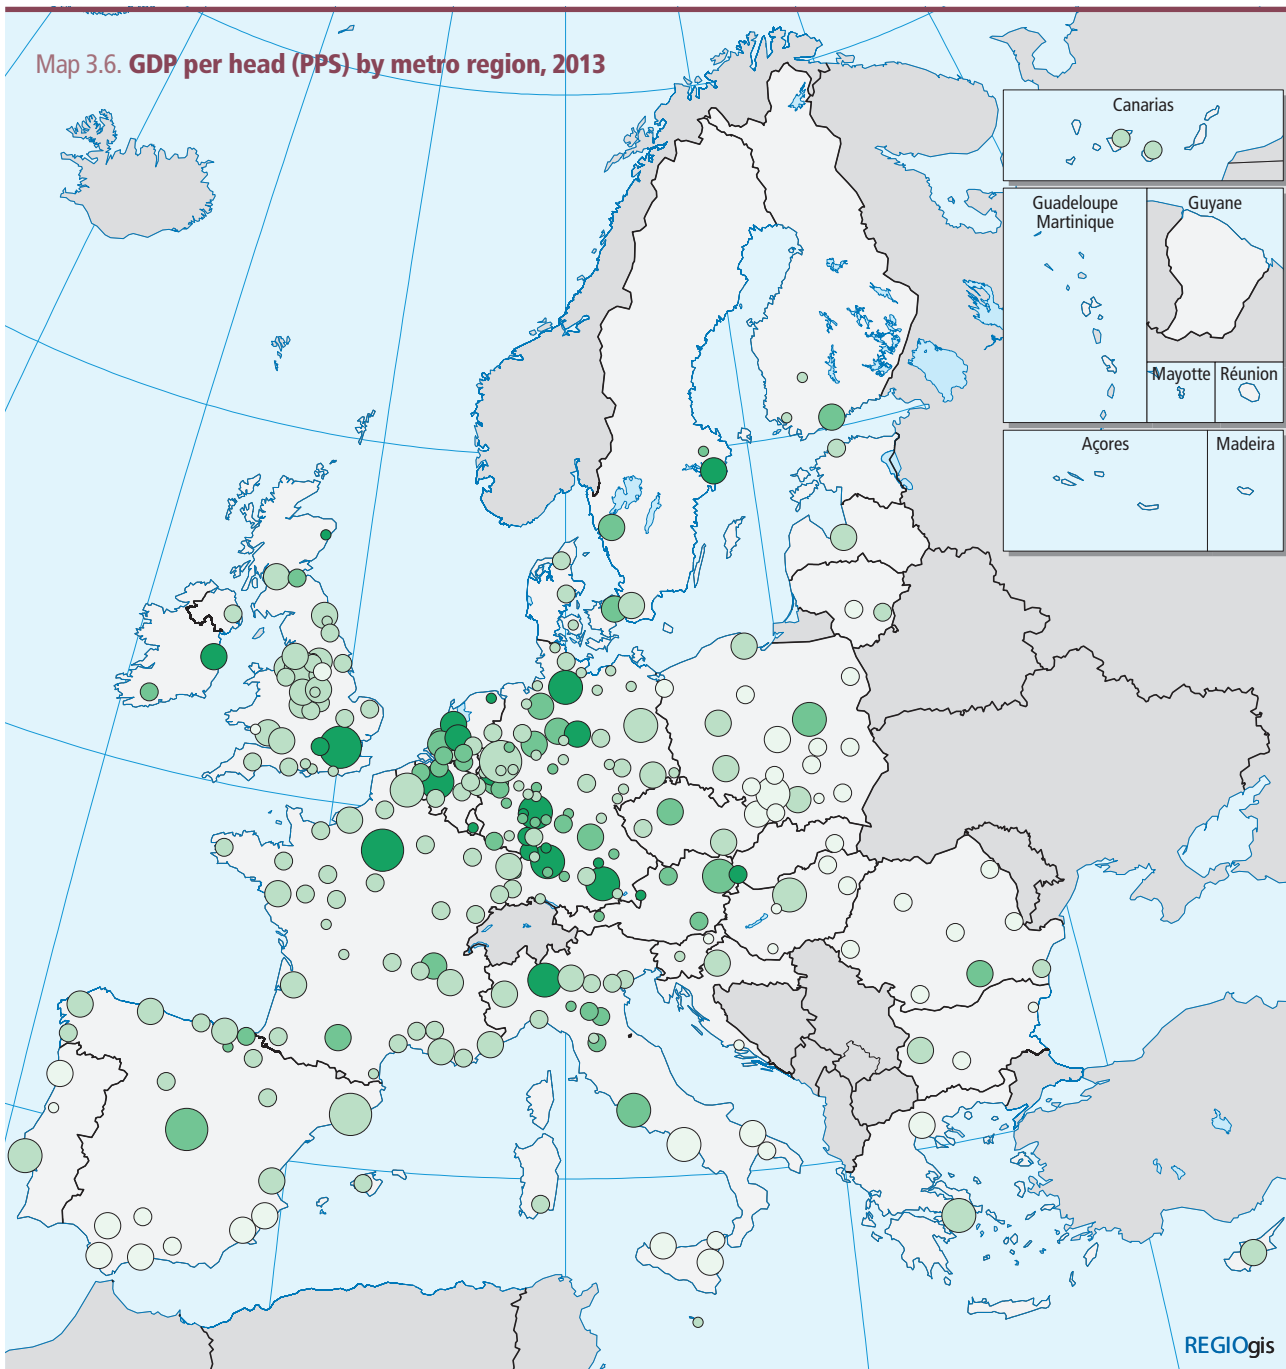 Map 3.6. GDP per head (PPS) by metro region, 2013
Canarias
Guadeloupe
Martinique
Guyane
Mayotte
Réunion
Açores
Madeira
REGIOgis